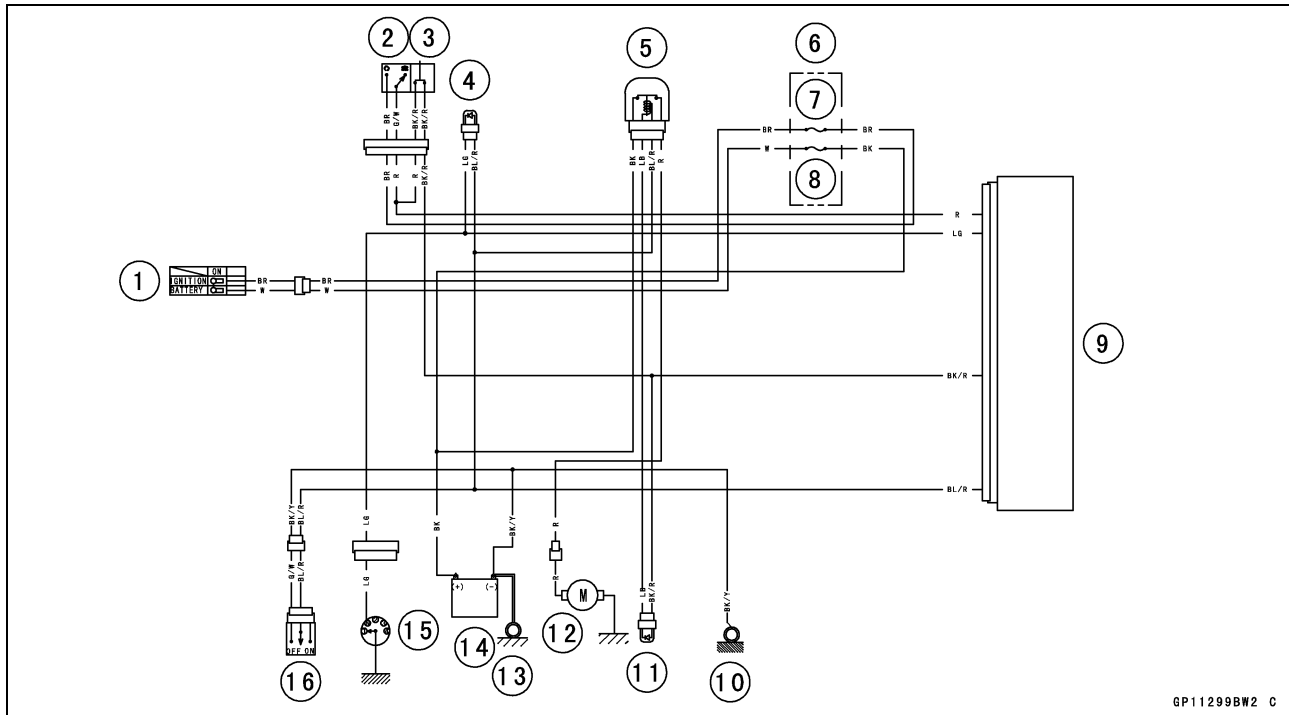 2
3
4
5
6
7
8
BR
G/W
BK/R
BK/R
BR
R
R
BK/R
LG
BL/R
BK
LB
BL/R
R
BR
BR
W
BK
R
LG
1
ON
IGNITION
BATTERY
BR
W
BR
W
9
BK/R
BL/R
BK/Y
BL/R
G/W
BL/R
OFF ON
16
LG
LG
15
BK
BK/Y
(+)
(-)
14
13
R
R
M
12
LB
BK/R
11
BK/Y
10
GP11299BW2 C